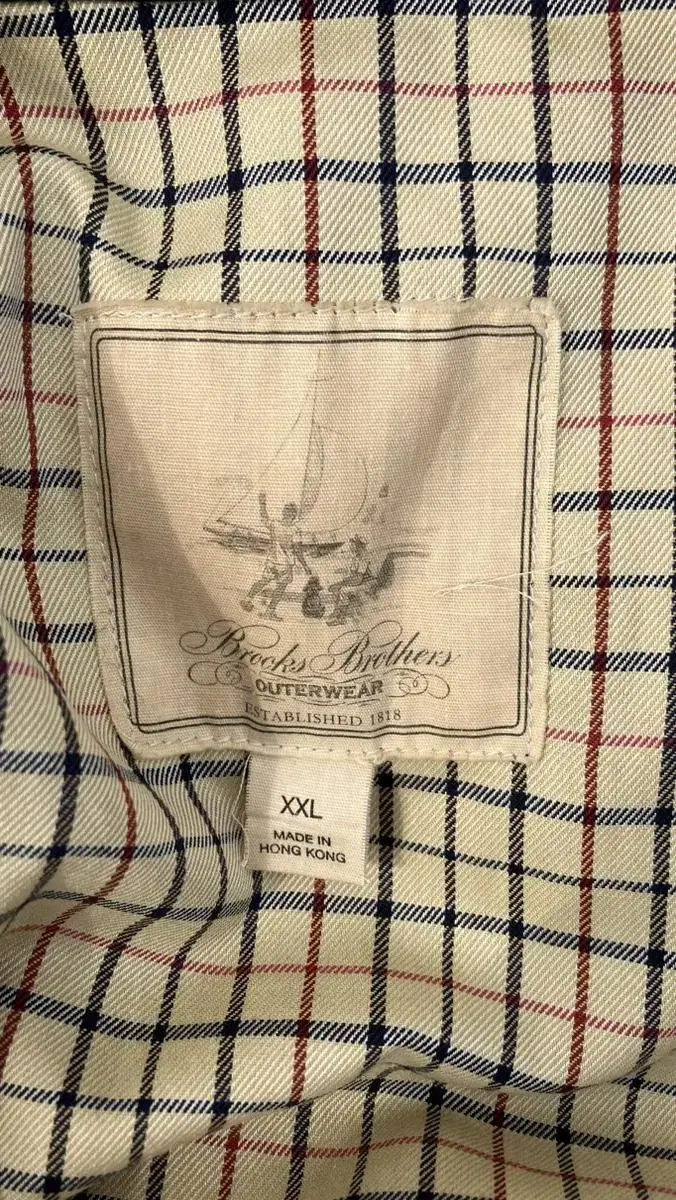 Brooks Brothers
OUTERWEAR
ESTABLISHED 1818
XXL
MADE IN
HONG KONG